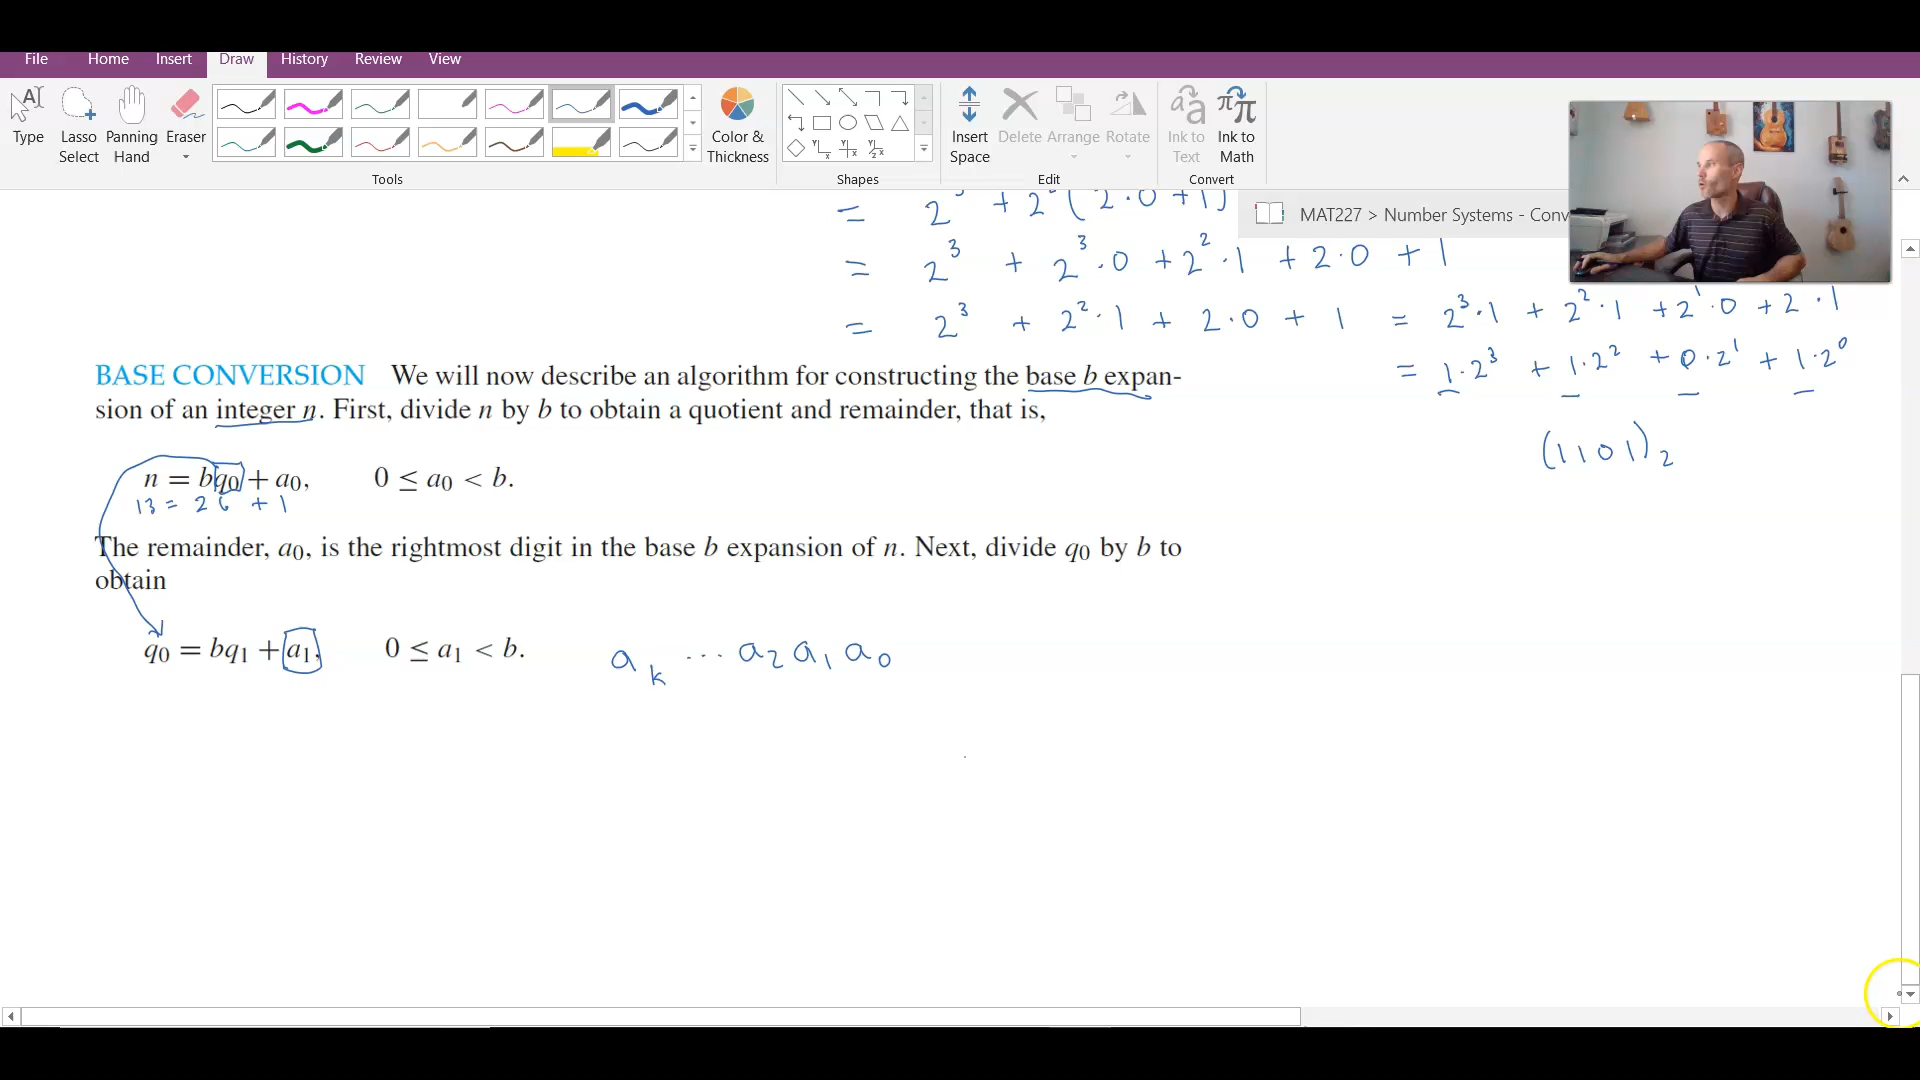 File Home Insert Draw History Review View
Type Lasso Select Panning Hand Eraser Color & Thickness Insert Space Delete Arrange Rotate Ink to Text Ink to Math
Tools Shapes Edit Convert
MAT227 > Number Systems - Conv
= 2³ + 2 (2·0 + 1)
= 2³ + 2³·0 + 2²·1 + 2·0 + 1
= 2³ + 2²·1 + 2·0 + 1 = 2³·1 + 2²·1 + 2¹·0 + 2·1
= 1·2³ + 1·2² + 0·2¹ + 1·2⁰
(1101)₂
BASE CONVERSION We will now describe an algorithm for constructing the base b expan-
sion of an integer n. First, divide n by b to obtain a quotient and remainder, that is,
n = bq₀ + a₀, 0 ≤ a₀ < b.
13 = 2 6 + 1
The remainder, a₀, is the rightmost digit in the base b expansion of n. Next, divide q₀ by b to
obtain
q₀ = bq₁ + a₁, 0 ≤ a₁ < b. aₖ ... a₂ a₁ a₀